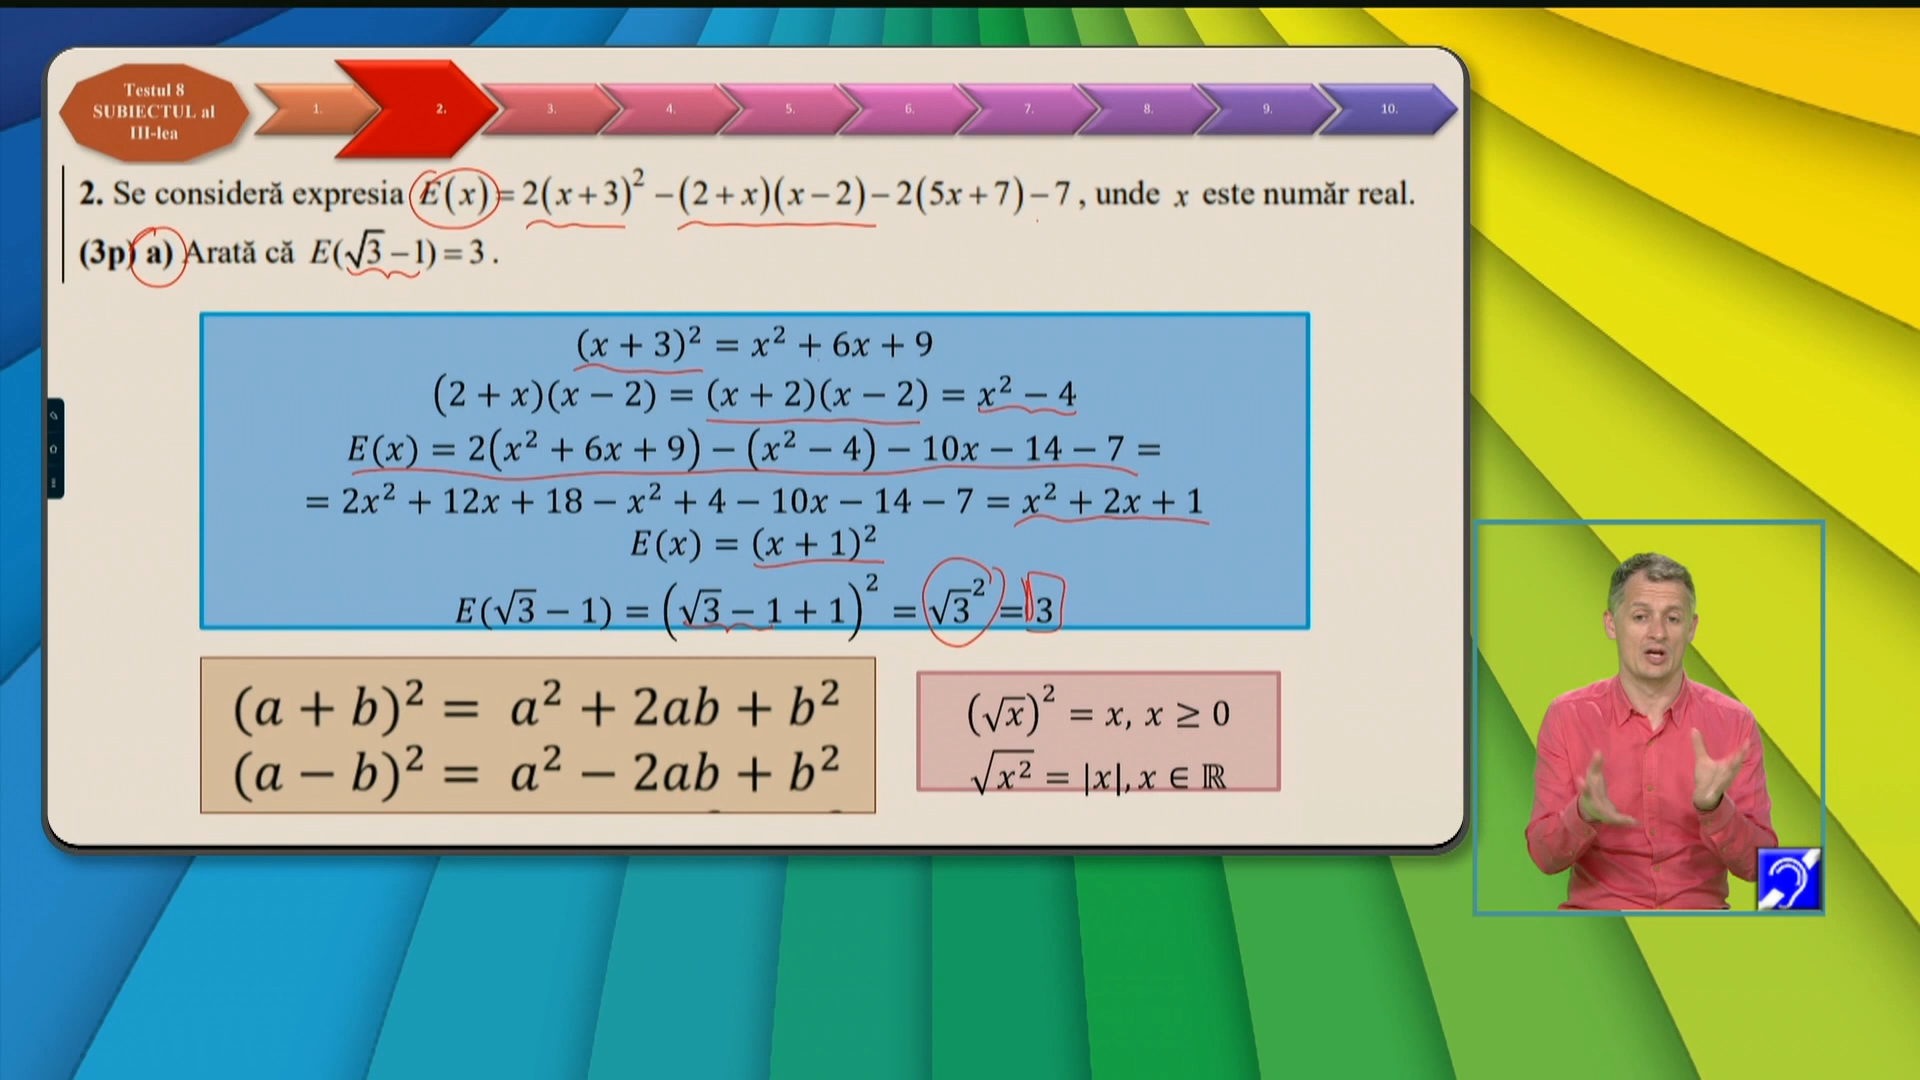 Testul 8
SUBIECTUL al
III-lea
1.
2.
3.
4.
5.
6.
7.
8.
9.
10.
2. Se consideră expresia E(x) = 2(x+3)² − (2+x)(x−2) − 2(5x+7) − 7, unde x este număr real.
(3p) a) Arată că E(√3 − 1) = 3.
(x + 3)² = x² + 6x + 9
(2 + x)(x − 2) = (x + 2)(x − 2) = x² − 4
E(x) = 2(x² + 6x + 9) − (x² − 4) − 10x − 14 − 7 =
= 2x² + 12x + 18 − x² + 4 − 10x − 14 − 7 = x² + 2x + 1
E(x) = (x + 1)²
E(√3 − 1) = (√3 − 1 + 1)² = √3² = 3
(a + b)² = a² + 2ab + b²
(a − b)² = a² − 2ab + b²
(√x)² = x, x ≥ 0
√x² = |x|, x ∈ ℝ